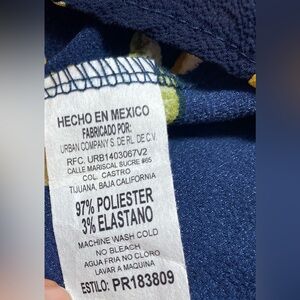 HECHO EN MEXICO
FABRICADO POR:
URBAN COMPANY S. DE RL. DE C.V.
RFC. URB1403067V2
CALLE MARISCAL SUCRE #65
COL. CASTRO
TIJUANA, BAJA CALIFORNIA
97% POLIESTER
3% ELASTANO
MACHINE WASH COLD
NO BLEACH
AGUA FRIA NO CLORO
LAVAR A MAQUINA
ESTILO: PR183809